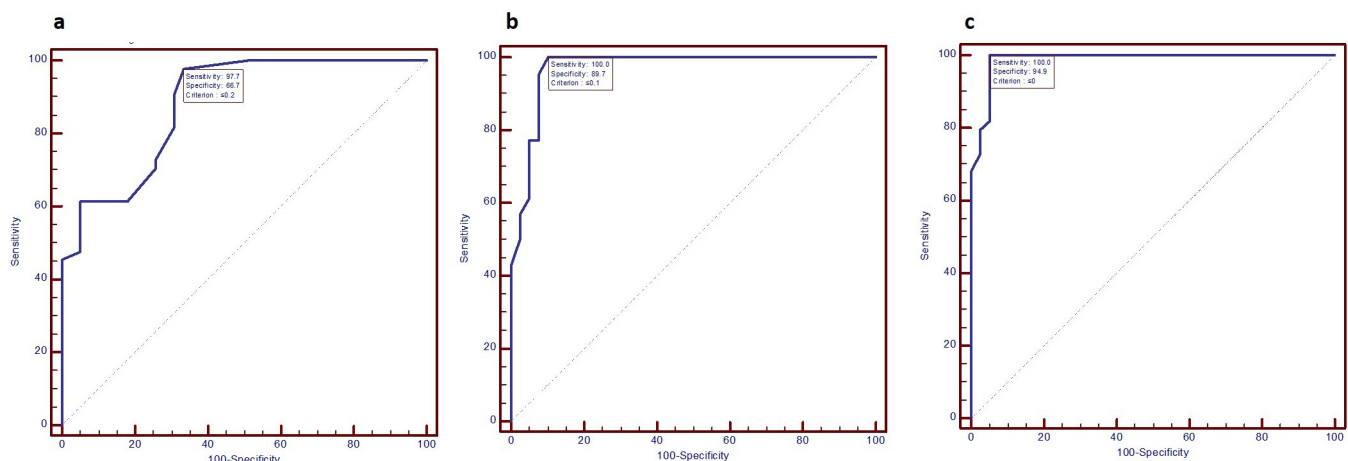 a
100
80
60
40
20
0
Sensitivity
Sensitivity: 97.7
Specificity: 66.7
Criterion : ≤0.2
0 20 40 60 80 100
100-Specificity
b
100
80
60
40
20
0
Sensitivity
Sensitivity: 100.0
Specificity: 89.7
Criterion : ≤0.1
0 20 40 60 80 100
100-Specificity
c
100
80
60
40
20
0
Sensitivity
Sensitivity: 100.0
Specificity: 94.9
Criterion : ≤0
0 20 40 60 80 100
100-Specificity